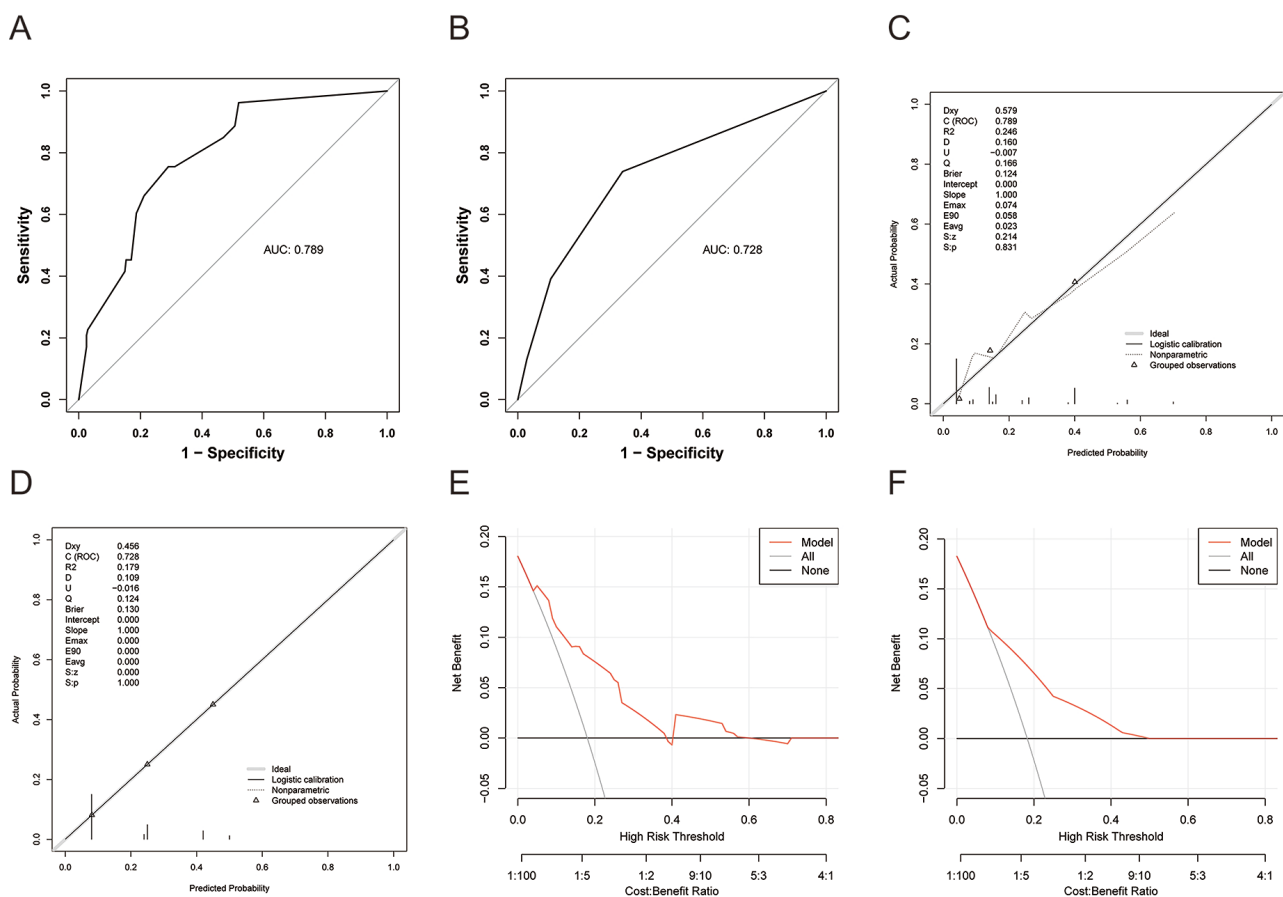 A
1.0
0.8
0.6
0.4
0.2
0.0
Sensitivity
AUC: 0.789
0.0 0.2 0.4 0.6 0.8 1.0
1 − Specificity
B
1.0
0.8
0.6
0.4
0.2
0.0
Sensitivity
AUC: 0.728
0.0 0.2 0.4 0.6 0.8 1.0
1 − Specificity
C
1.0
0.8
0.6
0.4
0.2
0.0
Actual Probability
Dxy 0.579
C (ROC) 0.789
R2 0.246
D 0.160
U −0.007
Q 0.166
Brier 0.124
Intercept 0.000
Slope 1.000
Emax 0.074
E90 0.058
Eavg 0.023
S:z 0.214
S:p 0.831
Ideal
Logistic calibration
Nonparametric
Grouped observations
0.0 0.2 0.4 0.6 0.8 1.0
Predicted Probability
D
1.0
0.8
0.6
0.4
0.2
0.0
Actual Probability
Dxy 0.456
C (ROC) 0.728
R2 0.179
D 0.109
U −0.016
Q 0.124
Brier 0.130
Intercept 0.000
Slope 1.000
Emax 0.000
E90 0.000
Eavg 0.000
S:z 0.000
S:p 1.000
Ideal
Logistic calibration
Nonparametric
Grouped observations
0.0 0.2 0.4 0.6 0.8 1.0
Predicted Probability
E
0.20
0.15
0.10
0.05
0.00
−0.05
Net Benefit
Model
All
None
0.0 0.2 0.4 0.6 0.8
High Risk Threshold
1:100 1:5 1:2 9:10 5:3 4:1
Cost:Benefit Ratio
F
0.20
0.15
0.10
0.05
0.00
−0.05
Net Benefit
Model
All
None
0.0 0.2 0.4 0.6 0.8
High Risk Threshold
1:100 1:5 1:2 9:10 5:3 4:1
Cost:Benefit Ratio